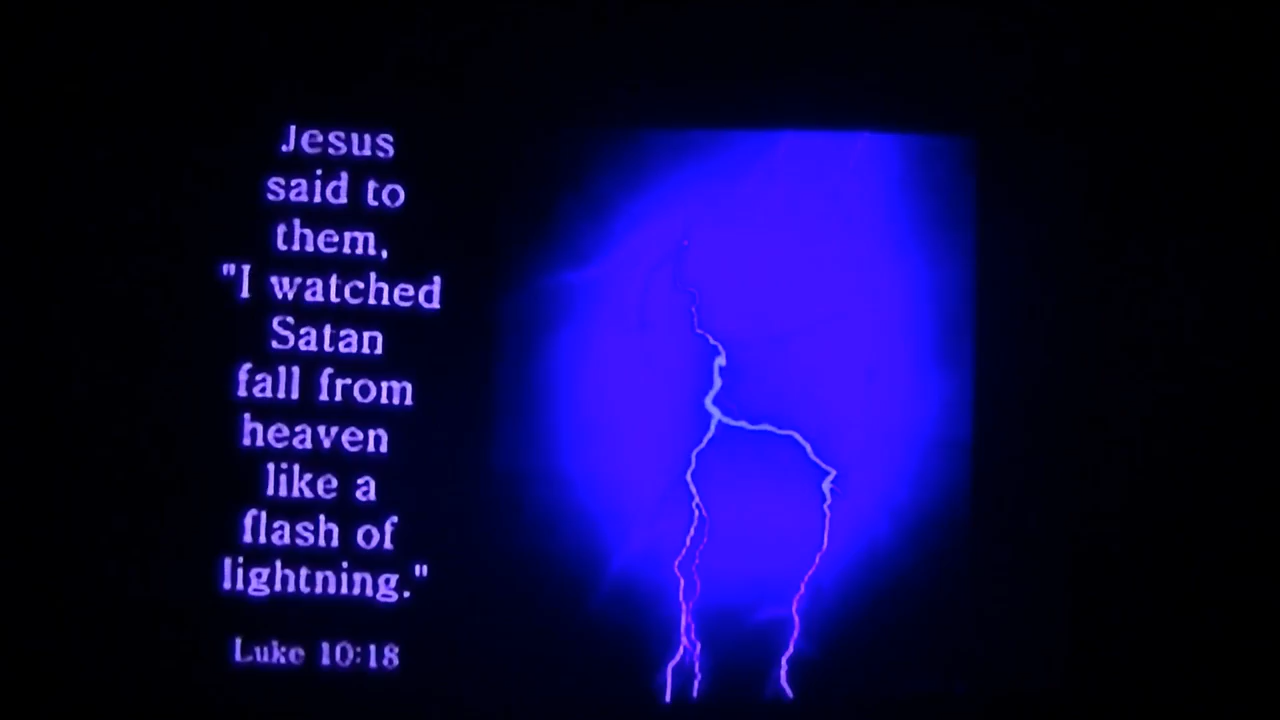 Jesus
said to
them,
"I watched
Satan
fall from
heaven
like a
flash of
lightning."
Luke 10:18